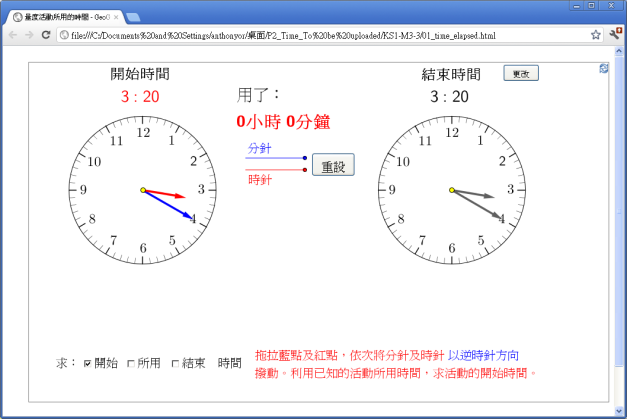 量度活動所用的時間 - GeoG
file:///C:/Documents%20and%20Settings/anthonyor/桌面/P2_Time_To%20be%20uploaded/KS1-M3-3/01_time_elapsed.html
開始時間
3 : 20
用了：
0小時 0分鐘
分針
時針
重設
結束時間
更改
3 : 20
12
1
2
3
4
5
6
7
8
9
10
11
12
1
2
3
4
5
6
7
8
9
10
11
求： 開始 所用 結束 時間
拖拉藍點及紅點，依次將分針及時針 以逆時針方向
撥動。利用已知的活動所用時間，求活動的開始時間。